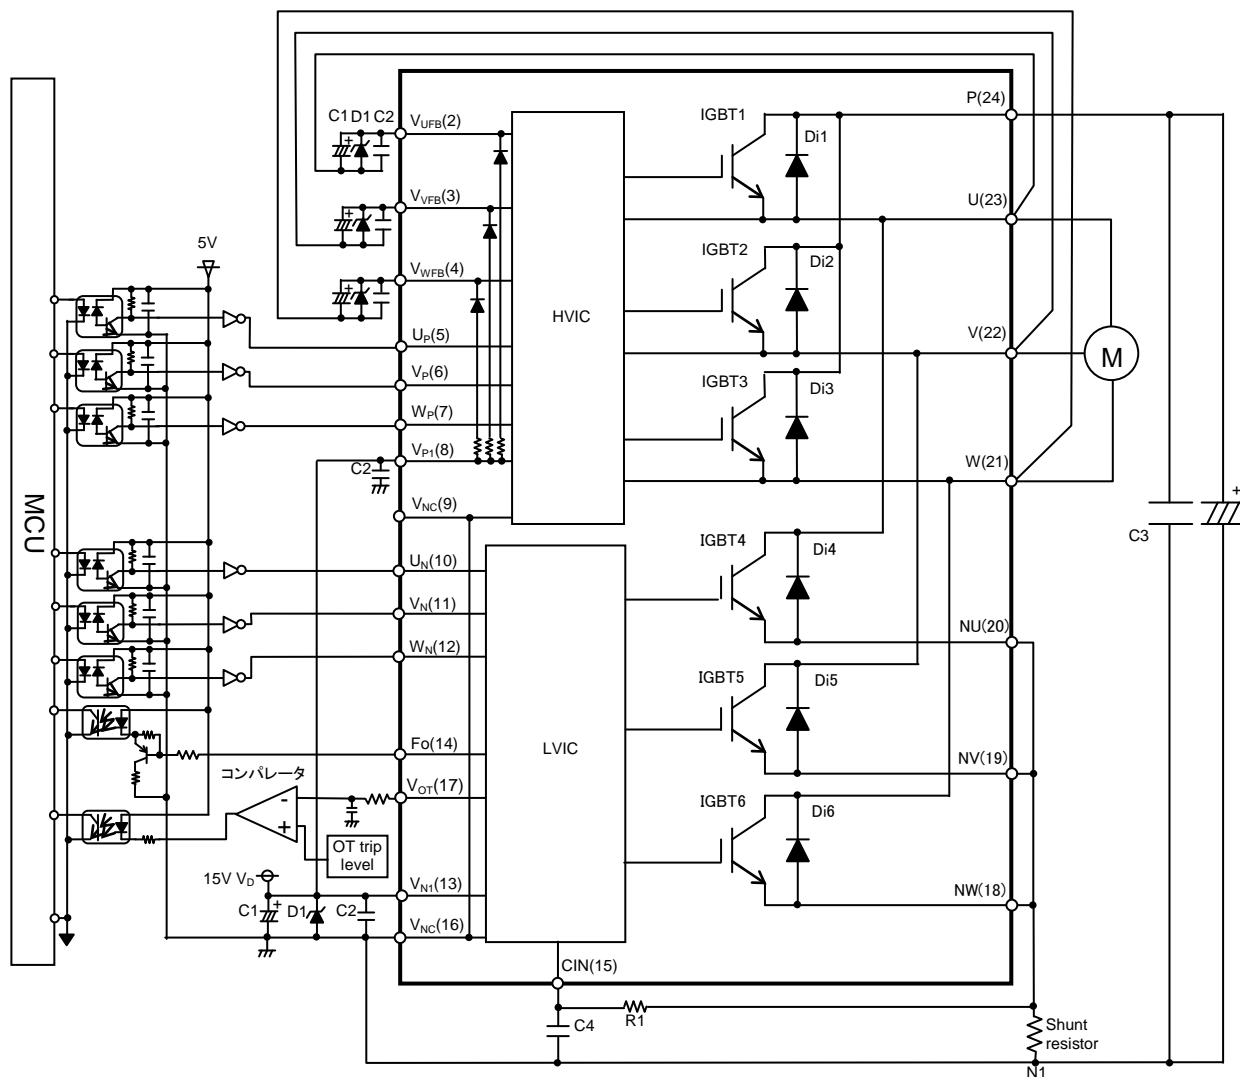 P(24)
IGBT1
C1 D1 C2
VUFB(2)
Di1
U(23)
VVFB(3)
5V
IGBT2
Di2
VWFB(4)
HVIC
UP(5)
V(22)
M
VP(6)
IGBT3
Di3
WP(7)
W(21)
VP1(8)
C2
MCU
VNC(9)
C3
+
IGBT4
Di4
UN(10)
VN(11)
NU(20)
WN(12)
IGBT5
Di5
Fo(14)
LVIC
NV(19)
コンパレータ
VOT(17)
-
+
IGBT6
Di6
OT trip
level
15V VD
VN1(13)
NW(18)
C1
+
D1
C2
VNC(16)
CIN(15)
C4
R1
Shunt
resistor
N1